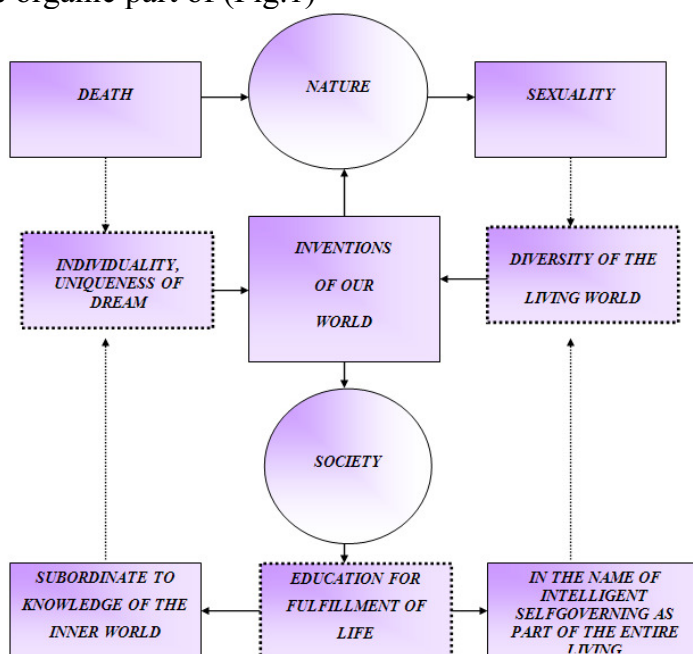 organic part of (Fig.1)
DEATH
NATURE
SEXUALITY
INDIVIDUALITY,
UNIQUENESS OF
DREAM
INVENTIONS
OF OUR
WORLD
DIVERSITY OF THE
LIVING WORLD
SOCIETY
SUBORDINATE TO
KNOWLEDGE OF THE
INNER WORLD
EDUCATION FOR
FULFILLMENT OF
LIFE
IN THE NAME OF
INTELLIGENT
SELFGOVERNING AS
PART OF THE ENTIRE
LIVING